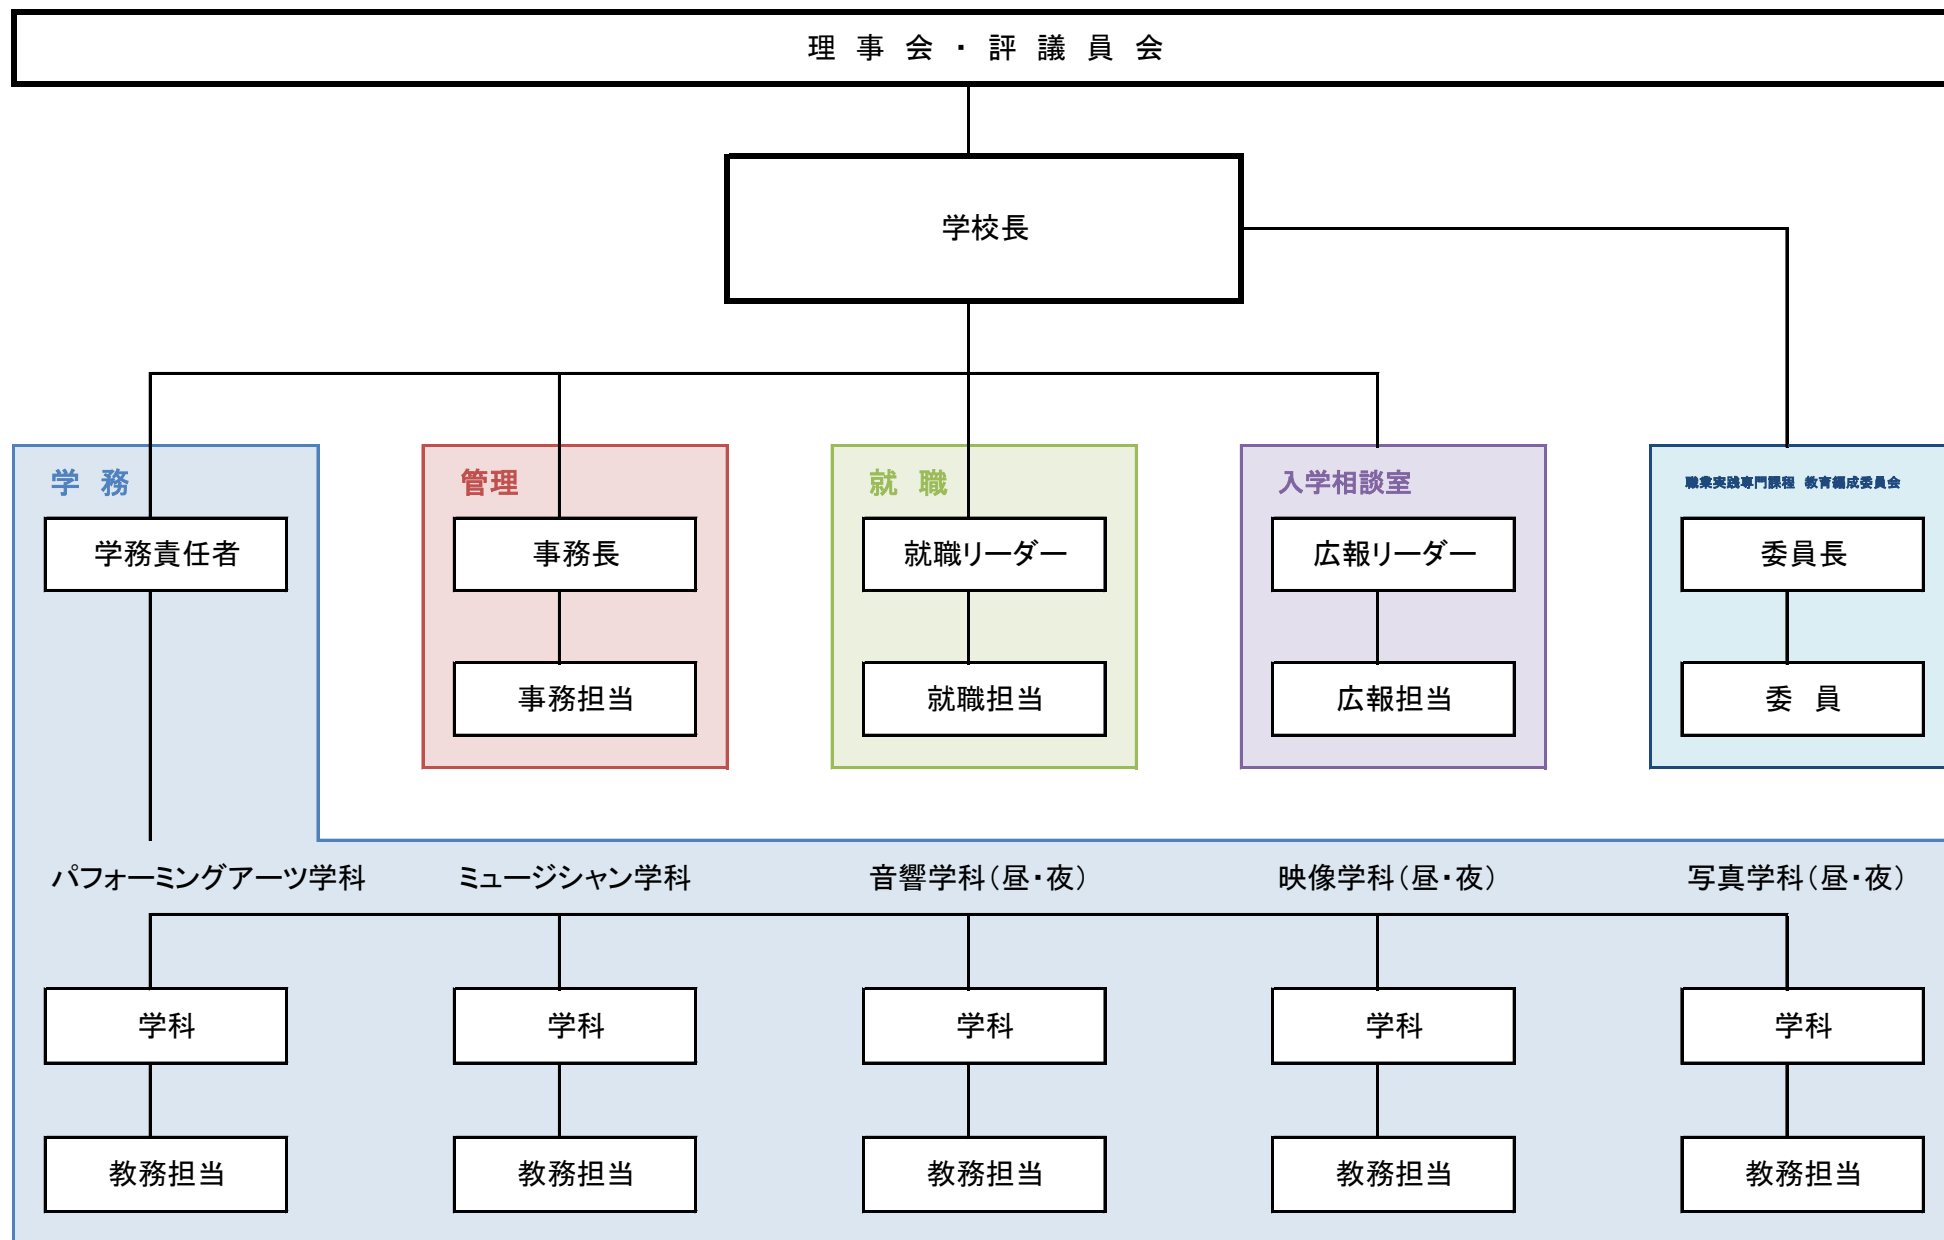 理 事 会 ・ 評 議 員 会
学校長
学 務
管理
就 職
入学相談室
職業実践専門課程 教育編成委員会
学務責任者
事務長
就職リーダー
広報リーダー
委員長
事務担当
就職担当
広報担当
委 員
パフォーミングアーツ学科
ミュージシャン学科
音響学科(昼・夜)
映像学科(昼・夜)
写真学科(昼・夜)
学科
学科
学科
学科
学科
教務担当
教務担当
教務担当
教務担当
教務担当